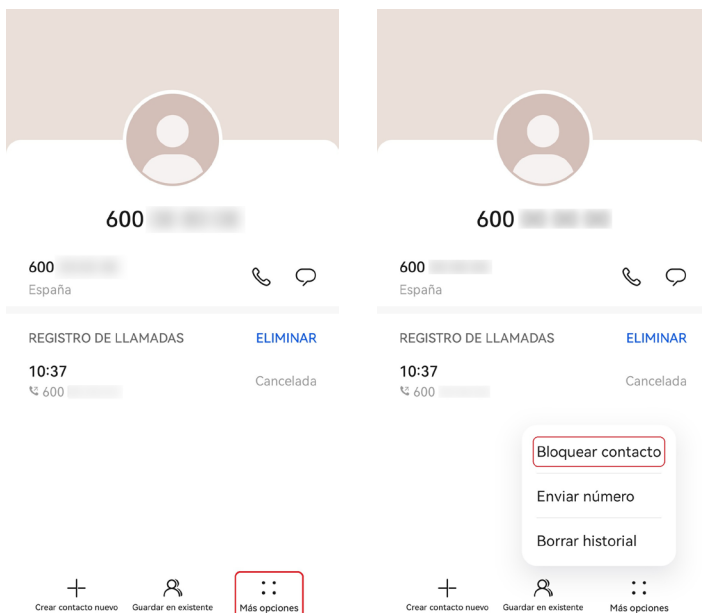 600
600
España
REGISTRO DE LLAMADAS ELIMINAR
10:37
600 Cancelada
Crear contacto nuevo Guardar en existente Más opciones
600
600
España
REGISTRO DE LLAMADAS ELIMINAR
10:37
600 Cancelada
Bloquear contacto
Enviar número
Borrar historial
Crear contacto nuevo Guardar en existente Más opciones